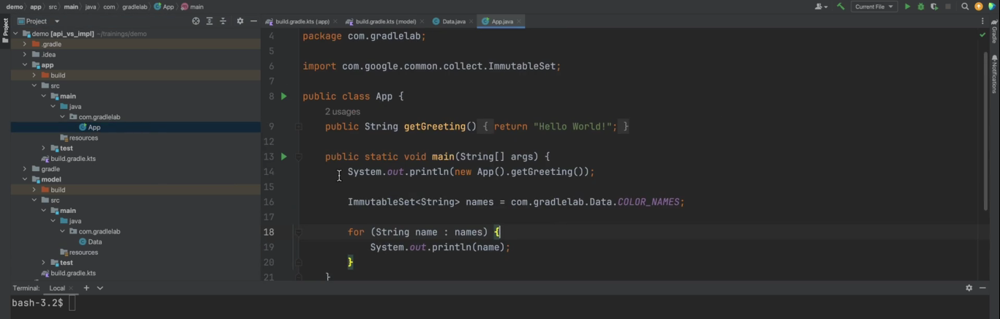 demo app src main java com gradlelab App main Current File
Project Project build.gradle.kts (:app) build.gradle.kts (:model) Data.java App.java
demo [api_vs_impl] ~/trainings/demo
.gradle
.idea
app
build
src
main
java
com.gradlelab
App
resources
test
build.gradle.kts
gradle
model
build
src
main
java
com.gradlelab
Data
resources
test
build.gradle.kts
4 package com.gradlelab;
5
6 import com.google.common.collect.ImmutableSet;
7
8 public class App {
2 usages
9 public String getGreeting() { return "Hello World!"; }
12
13 public static void main(String[] args) {
14 System.out.println(new App().getGreeting());
15
16 ImmutableSet<String> names = com.gradlelab.Data.COLOR_NAMES;
17
18 for (String name : names) {
19 System.out.println(name);
20 }
21 }
Gradle
Notifications
Terminal: Local
bash-3.2$